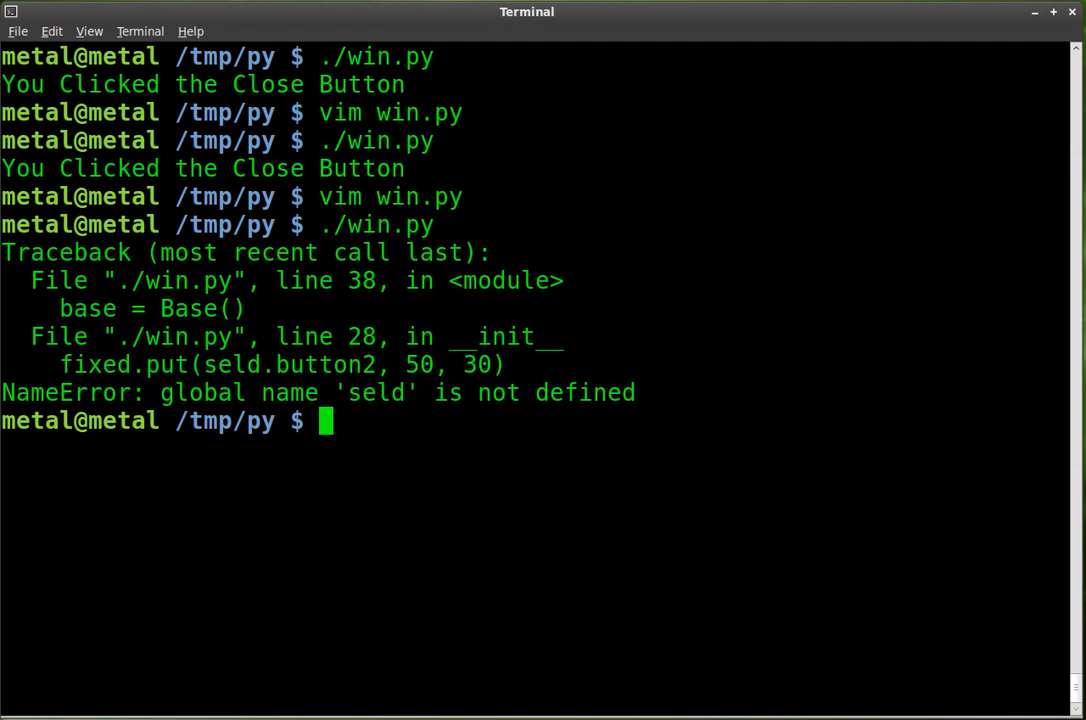 Terminal
File Edit View Terminal Help
metal@metal /tmp/py $ ./win.py
You Clicked the Close Button
metal@metal /tmp/py $ vim win.py
metal@metal /tmp/py $ ./win.py
You Clicked the Close Button
metal@metal /tmp/py $ vim win.py
metal@metal /tmp/py $ ./win.py
Traceback (most recent call last):
  File "./win.py", line 38, in <module>
    base = Base()
  File "./win.py", line 28, in __init__
    fixed.put(seld.button2, 50, 30)
NameError: global name 'seld' is not defined
metal@metal /tmp/py $